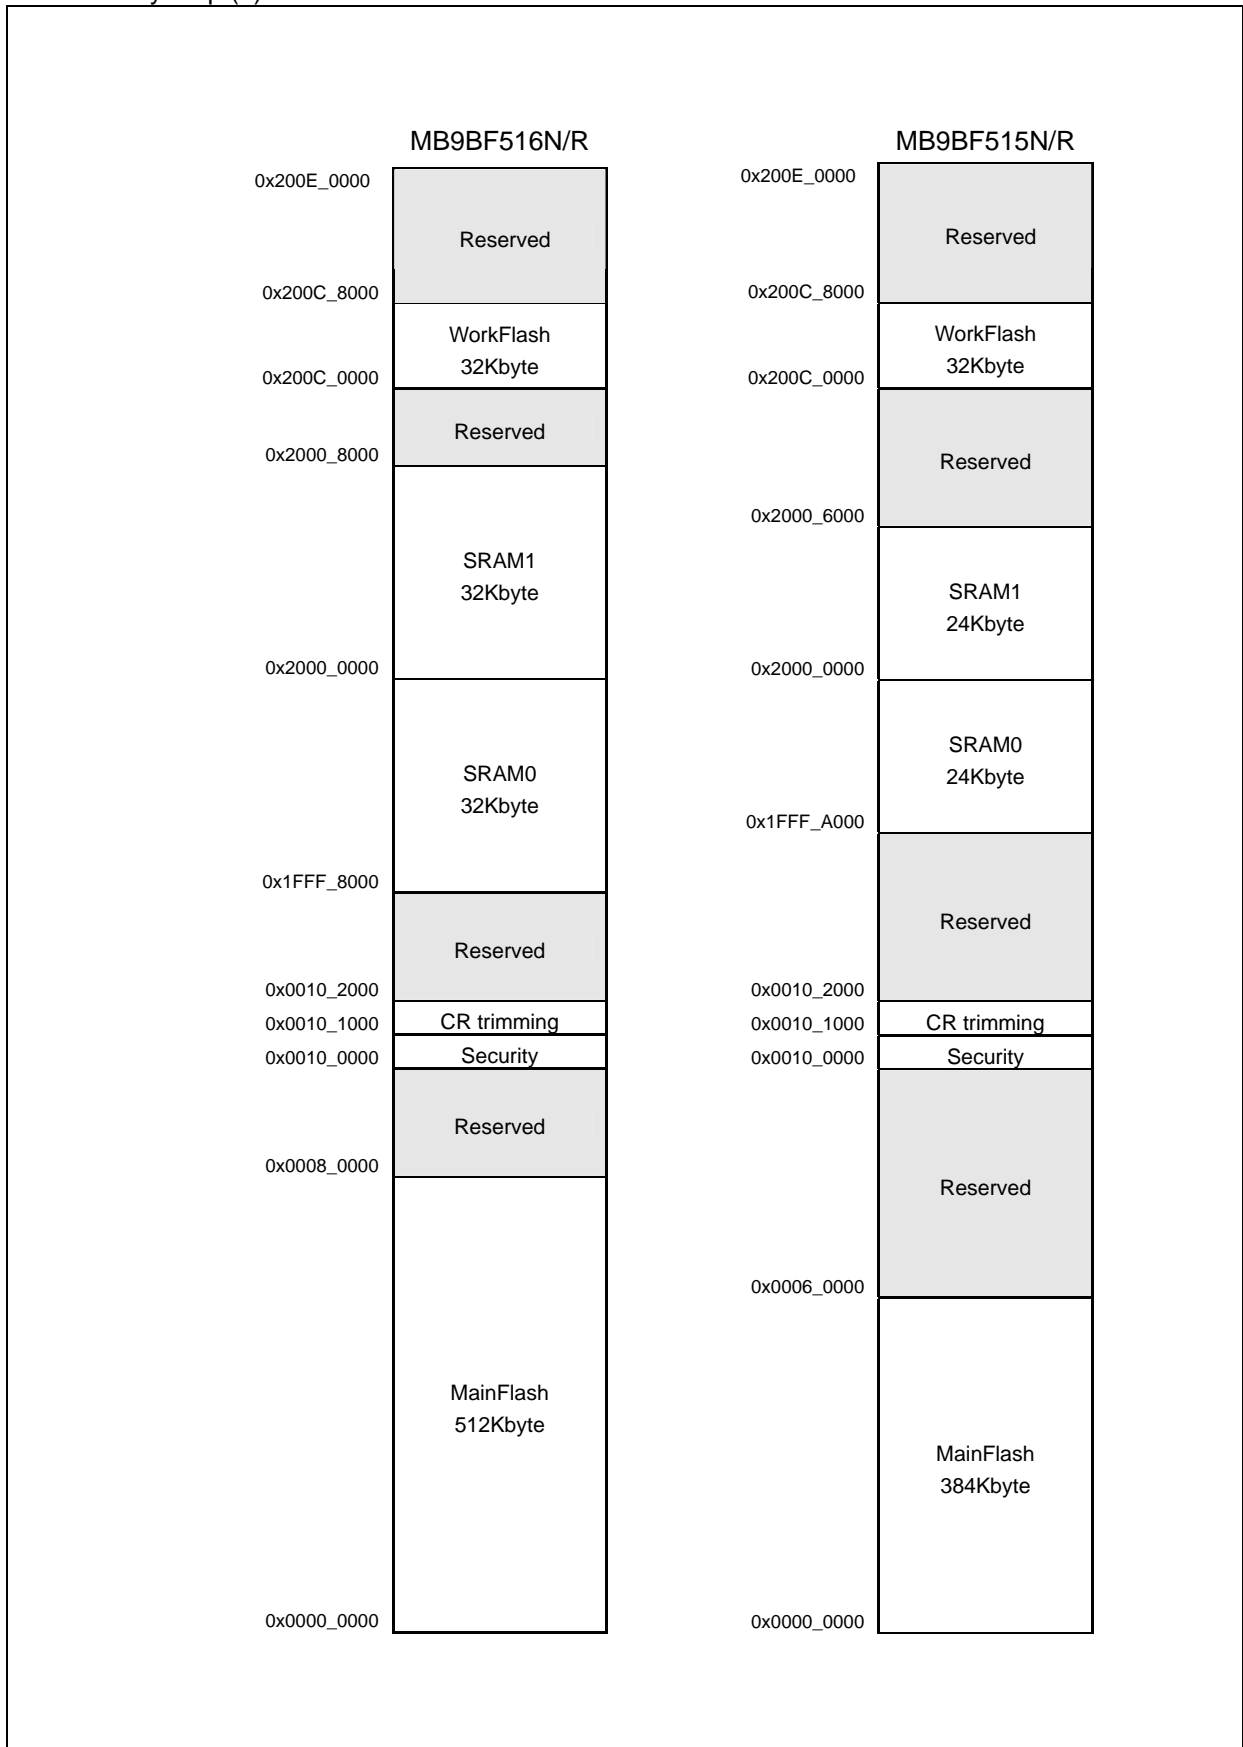 MB9BF516N/R
0x200E_0000
Reserved
0x200C_8000
WorkFlash
32Kbyte
0x200C_0000
Reserved
0x2000_8000
SRAM1
32Kbyte
0x2000_0000
SRAM0
32Kbyte
0x1FFF_8000
Reserved
0x0010_2000
CR trimming
0x0010_1000
Security
0x0010_0000
Reserved
0x0008_0000
MainFlash
512Kbyte
0x0000_0000
MB9BF515N/R
0x200E_0000
Reserved
0x200C_8000
WorkFlash
32Kbyte
0x200C_0000
Reserved
0x2000_6000
SRAM1
24Kbyte
0x2000_0000
SRAM0
24Kbyte
0x1FFF_A000
Reserved
0x0010_2000
CR trimming
0x0010_1000
Security
0x0010_0000
Reserved
0x0006_0000
MainFlash
384Kbyte
0x0000_0000